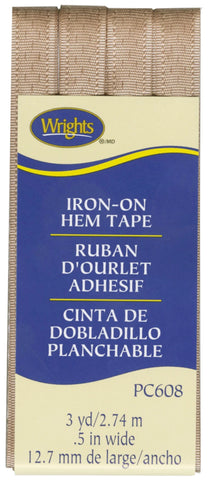 Wrights
®/MD
IRON-ON
HEM TAPE
RUBAN
D'OURLET
ADHESIF
CINTA DE
DOBLADILLO
PLANCHABLE
PC608
3 yd/2.74 m
.5 in wide
12.7 mm de large/ancho